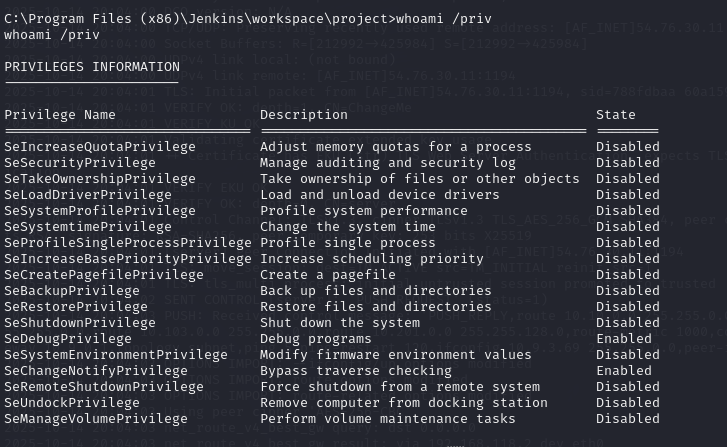 C:\Program Files (x86)\Jenkins\workspace\project>whoami /priv
whoami /priv
PRIVILEGES INFORMATION
----------------------
Privilege Name Description State
=============================== ========================================== ========
SeIncreaseQuotaPrivilege Adjust memory quotas for a process Disabled
SeSecurityPrivilege Manage auditing and security log Disabled
SeTakeOwnershipPrivilege Take ownership of files or other objects Disabled
SeLoadDriverPrivilege Load and unload device drivers Disabled
SeSystemProfilePrivilege Profile system performance Disabled
SeSystemtimePrivilege Change the system time Disabled
SeProfileSingleProcessPrivilege Profile single process Disabled
SeIncreaseBasePriorityPrivilege Increase scheduling priority Disabled
SeCreatePagefilePrivilege Create a pagefile Disabled
SeBackupPrivilege Back up files and directories Disabled
SeRestorePrivilege Restore files and directories Disabled
SeShutdownPrivilege Shut down the system Disabled
SeDebugPrivilege Debug programs Enabled
SeSystemEnvironmentPrivilege Modify firmware environment values Disabled
SeChangeNotifyPrivilege Bypass traverse checking Enabled
SeRemoteShutdownPrivilege Force shutdown from a remote system Disabled
SeUndockPrivilege Remove computer from docking station Disabled
SeManageVolumePrivilege Perform volume maintenance tasks Disabled